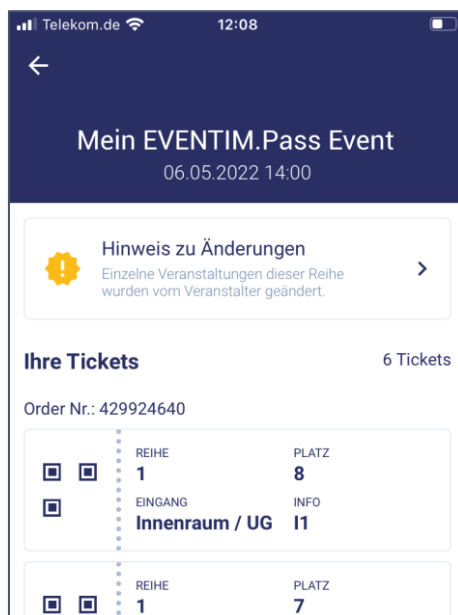 Telekom.de 12:08
Mein EVENTIM.Pass Event
06.05.2022 14:00
Hinweis zu Änderungen
Einzelne Veranstaltungen dieser Reihe
wurden vom Veranstalter geändert.
Ihre Tickets 6 Tickets
Order Nr.: 429924640
REIHE PLATZ
1 8
EINGANG INFO
Innenraum / UG I1
REIHE PLATZ
1 7